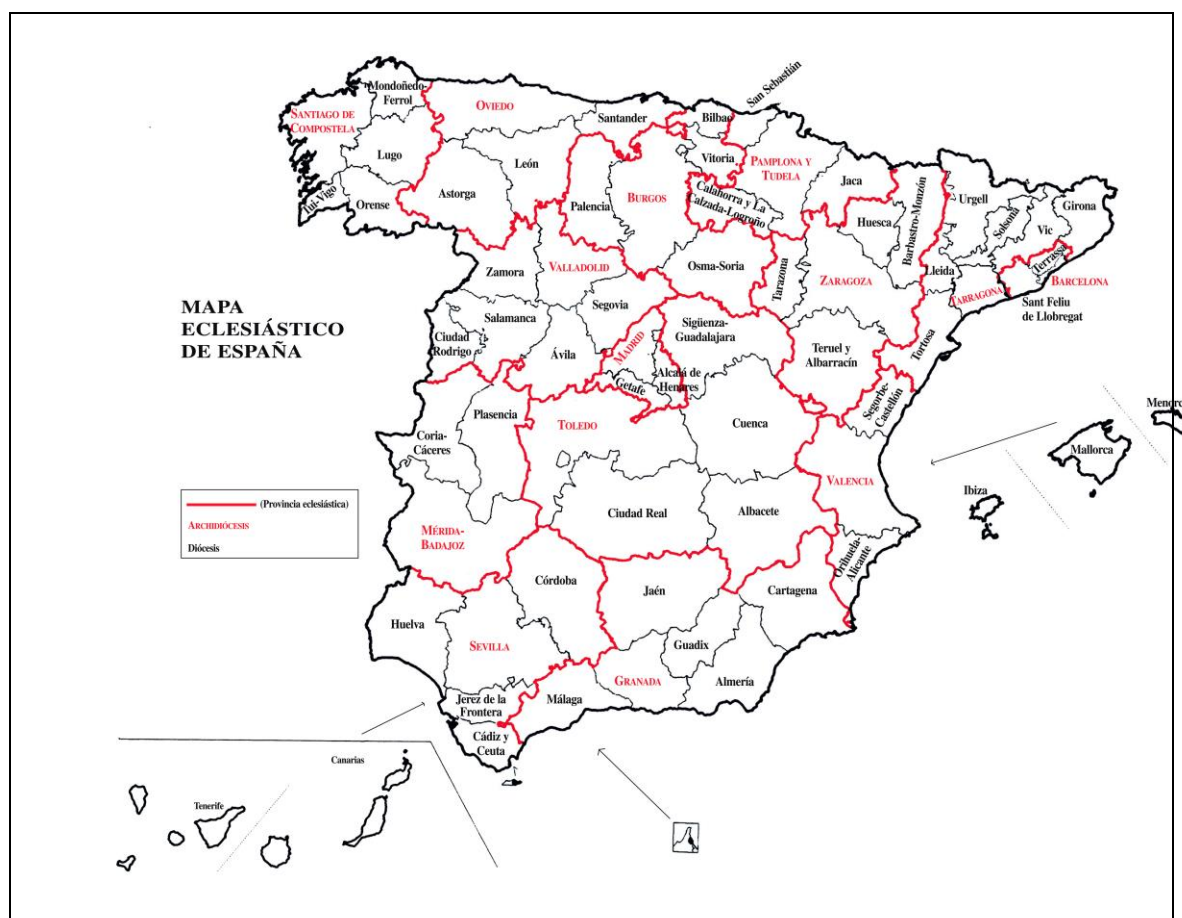 MAPA
ECLESIÁSTICO
DE ESPAÑA
Mondoñedo-
Ferrol
SANTIAGO DE
COMPOSTELA
Lugo
Tui-Vigo
Orense
OVIEDO
Santander
León
Astorga
San Sebastián
Bilbao
Vitoria
PAMPLONA Y
TUDELA
Jaca
BURGOS
Palencia
Calahorra y La
Calzada-Logroño
Osma-Soria
Huesca
Barbastro-Monzón
Urgell
Solsona
Vic
Girona
Terrassa
BARCELONA
Sant Feliu
de Llobregat
Lleida
TARRAGONA
Tortosa
Zamora
VALLADOLID
Segovia
Salamanca
Ciudad
Rodrigo
Ávila
Tarazona
ZARAGOZA
Teruel y
Albarracín
Sigüenza-
Guadalajara
MADRID
Alcalá de
Henares
Getafe
Segorbe-
Castellón
Plasencia
Coria-
Cáceres
TOLEDO
Cuenca
VALENCIA
Menorc
Mallorca
Ibiza
(Provincia eclesiástica)
ARCHIDIÓCESIS
Diócesis
MÉRIDA-
BADAJOZ
Ciudad Real
Albacete
Orihuela-
Alicante
Córdoba
Jaén
Cartagena
Huelva
SEVILLA
Guadix
GRANADA
Almería
Jerez de la
Frontera
Málaga
Cádiz y
Ceuta
Canarías
Tenerife